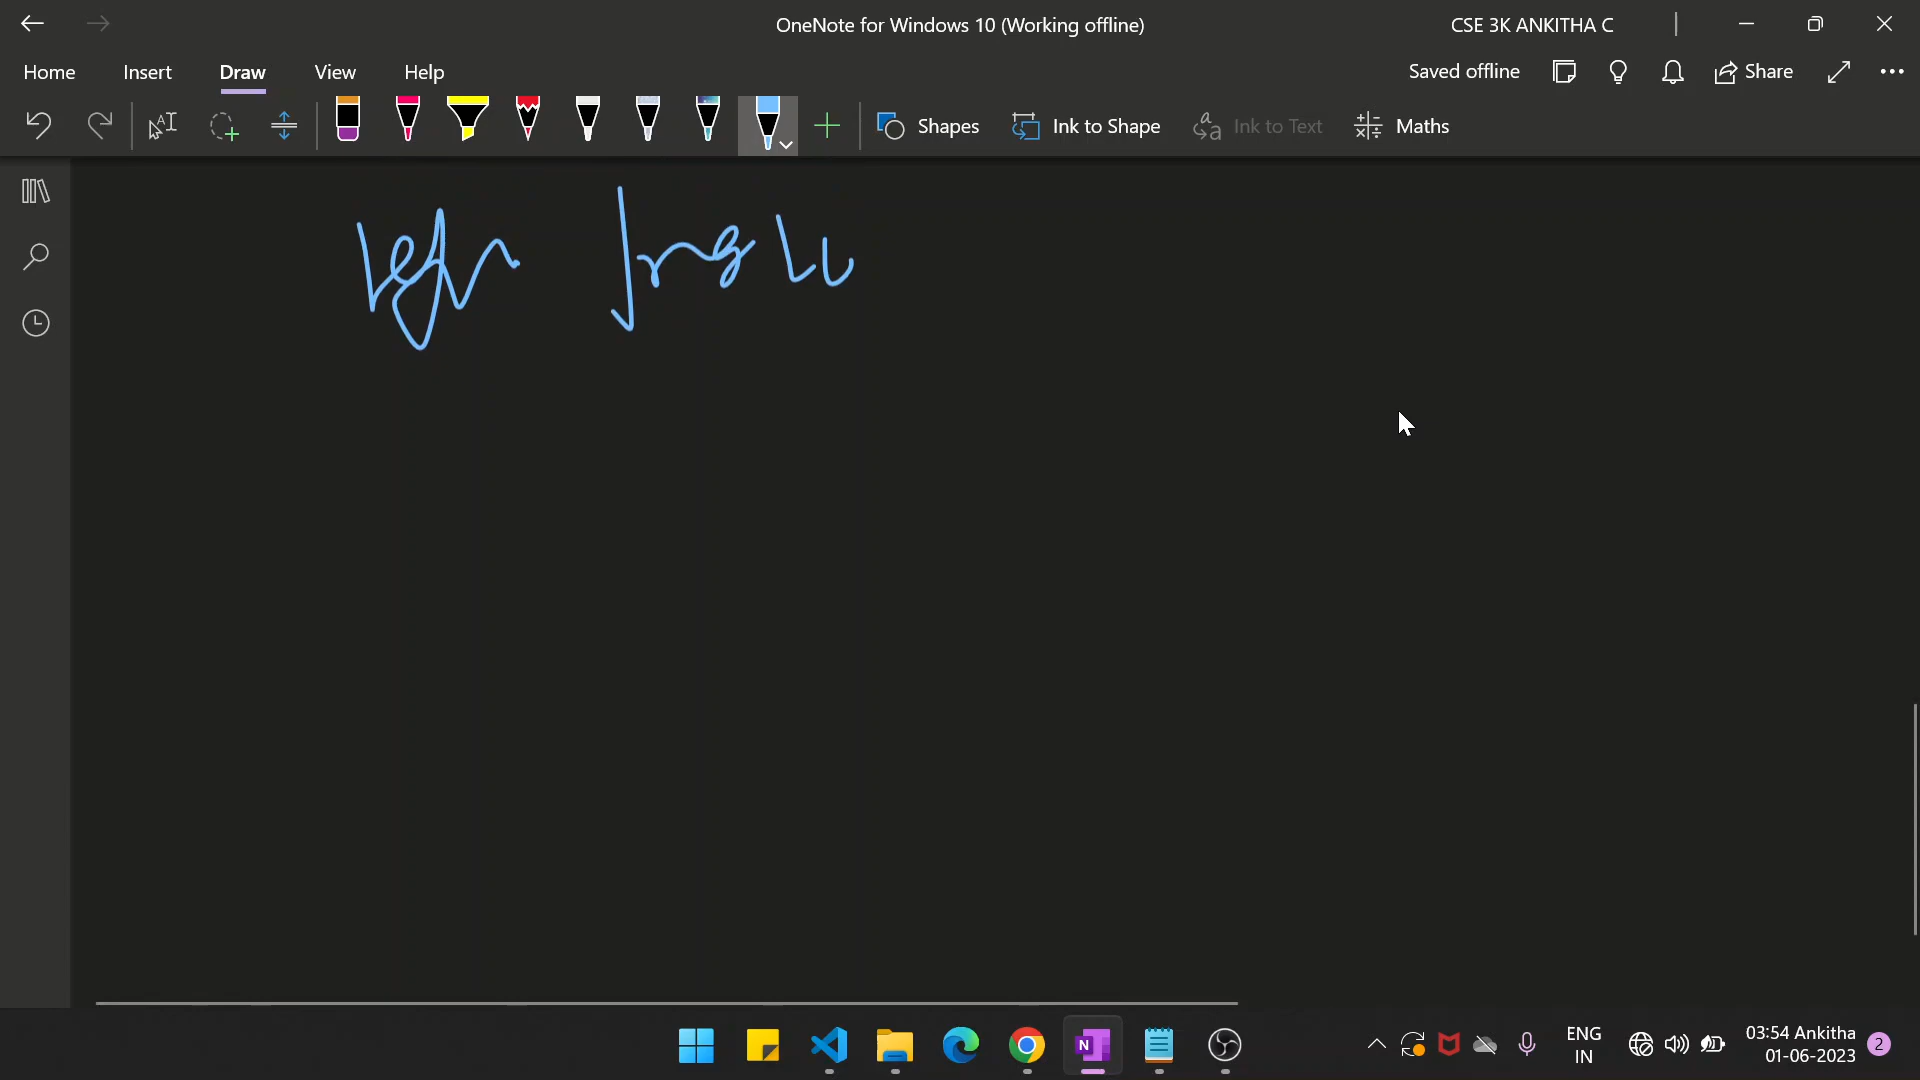 OneNote for Windows 10 (Working offline) CSE 3K ANKITHA C
Home Insert Draw View Help Saved offline Share
Shapes Ink to Shape Ink to Text Maths
ENG 03:54 Ankitha
IN 01-06-2023 2